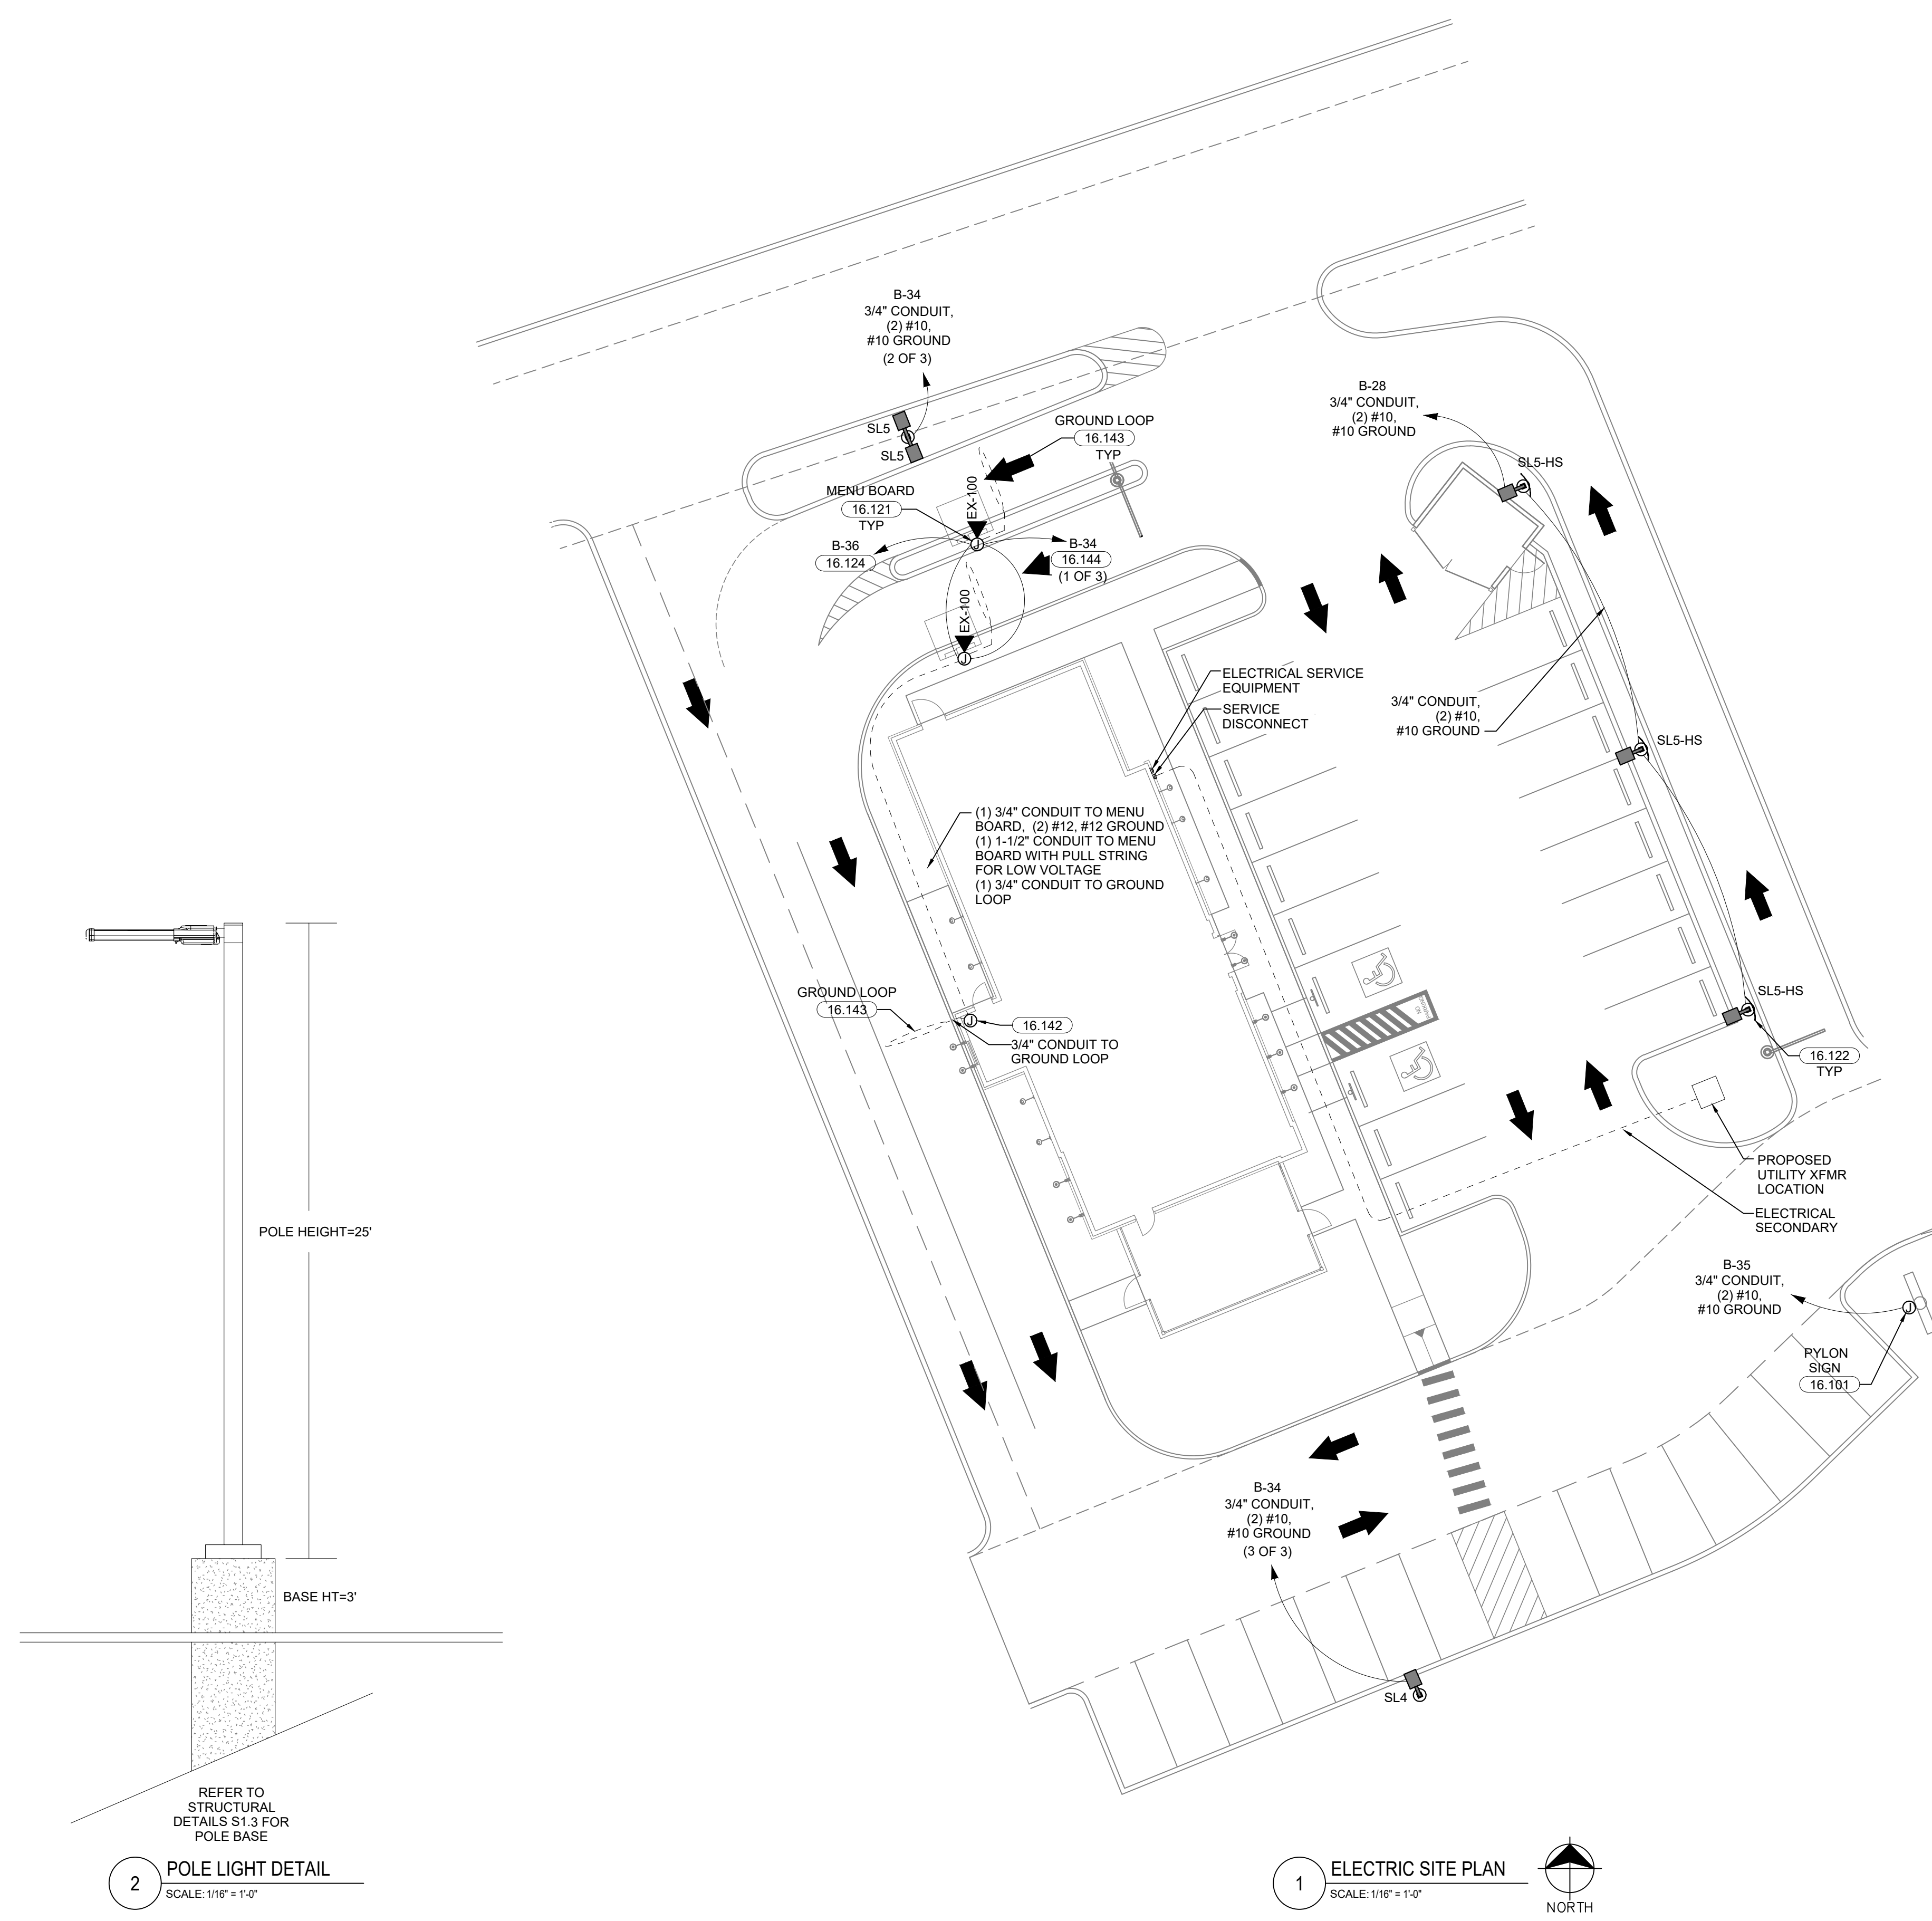 B-34
3/4" CONDUIT,
(2) #10,
#10 GROUND
(2 OF 3)
SL5
SL5
GROUND LOOP
16.143
TYP
B-28
3/4" CONDUIT,
(2) #10,
#10 GROUND
SL5-HS
MENU BOARD
16.121
TYP
EX-100
J
B-36
16.124
B-34
16.144
(1 OF 3)
EX-100
J
ELECTRICAL SERVICE
EQUIPMENT
SERVICE
DISCONNECT
3/4" CONDUIT,
(2) #10,
#10 GROUND
SL5-HS
(1) 3/4" CONDUIT TO MENU
BOARD, (2) #12, #12 GROUND
(1) 1-1/2" CONDUIT TO MENU
BOARD WITH PULL STRING
FOR LOW VOLTAGE
(1) 3/4" CONDUIT TO GROUND
LOOP
GROUND LOOP
16.143
J
16.142
3/4" CONDUIT TO
GROUND LOOP
NO
PARKING
SL5-HS
16.122
TYP
PROPOSED
UTILITY XFMR
LOCATION
ELECTRICAL
SECONDARY
B-35
3/4" CONDUIT,
(2) #10,
#10 GROUND
J
PYLON
SIGN
16.101
B-34
3/4" CONDUIT,
(2) #10,
#10 GROUND
(3 OF 3)
SL4
POLE HEIGHT=25'
BASE HT=3'
REFER TO
STRUCTURAL
DETAILS S1.3 FOR
POLE BASE
2
POLE LIGHT DETAIL
SCALE: 1/16" = 1'-0"
1
ELECTRIC SITE PLAN
SCALE: 1/16" = 1'-0"
NORTH